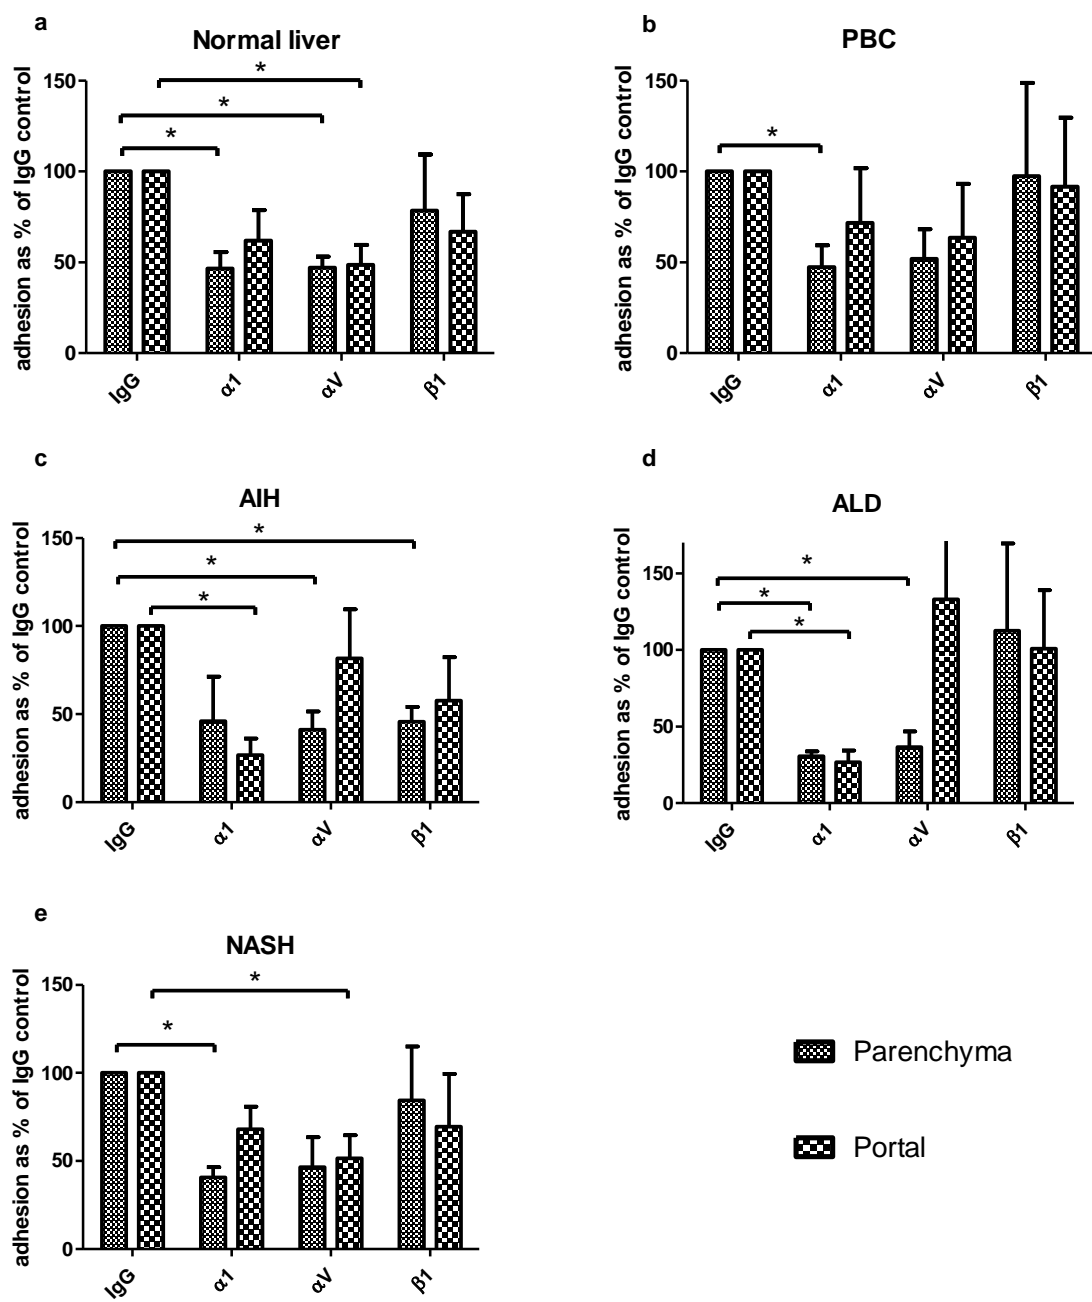 a
Normal liver
adhesion as % of IgG control
150
100
50
0
*
*
*
IgG
α1
αV
β1
b
PBC
adhesion as % of IgG control
150
100
50
0
*
IgG
α1
αV
β1
c
AIH
adhesion as % of IgG control
150
100
50
0
*
*
*
IgG
α1
αV
β1
d
ALD
adhesion as % of IgG control
150
100
50
0
*
*
*
IgG
α1
αV
β1
e
NASH
adhesion as % of IgG control
150
100
50
0
*
*
IgG
α1
αV
β1
Parenchyma
Portal